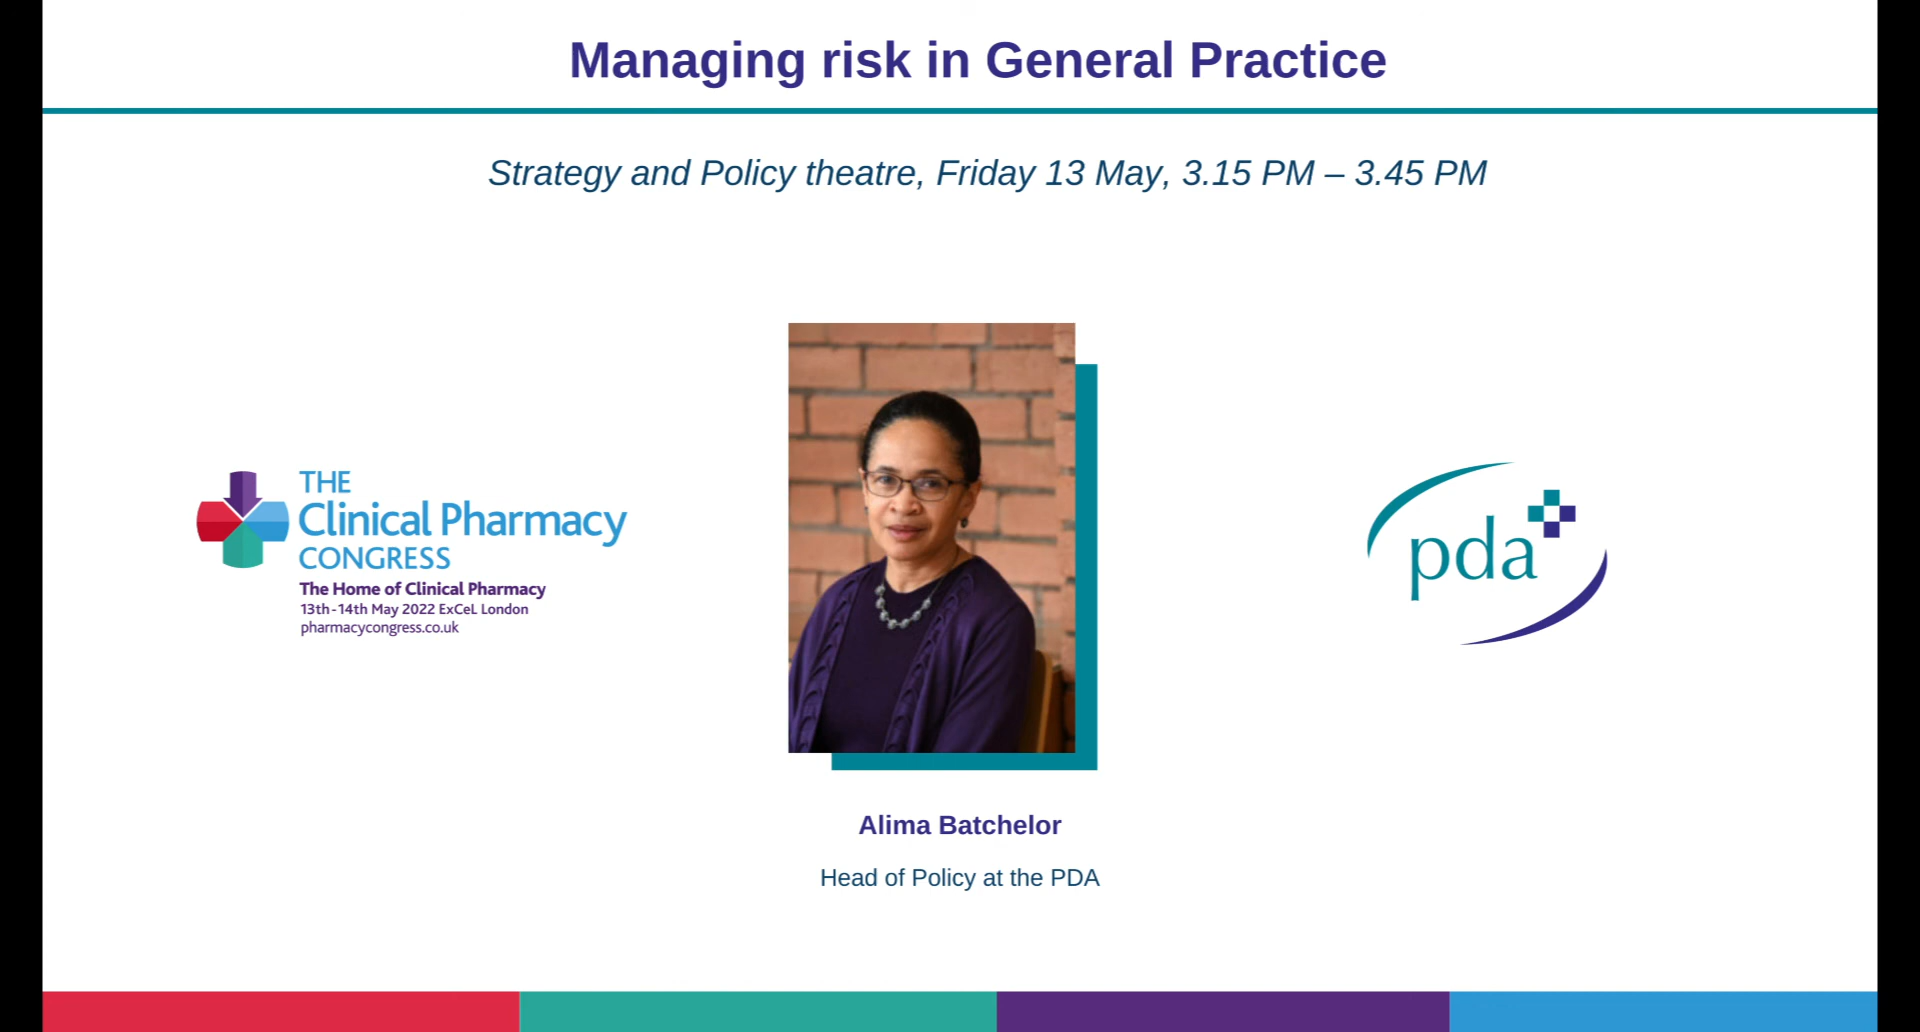 Managing risk in General Practice
Strategy and Policy theatre, Friday 13 May, 3.15 PM – 3.45 PM
THE
Clinical Pharmacy
CONGRESS
The Home of Clinical Pharmacy
13th-14th May 2022 ExCeL London
pharmacycongress.co.uk
pda
Alima Batchelor
Head of Policy at the PDA